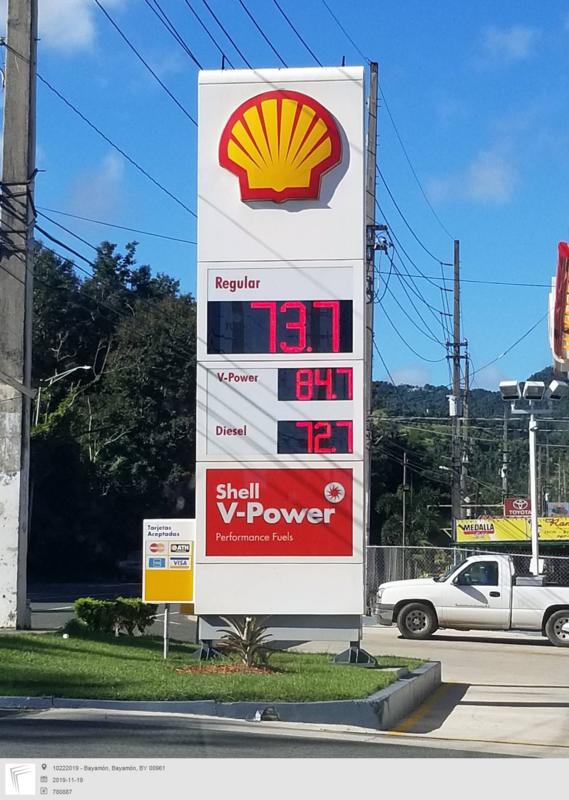 Regular
73.7
V-Power
84.7
Diesel
72.7
Shell
V-Power
Performance Fuels
Tarjetas
Aceptadas
ATH
VISA
TOYOTA
MEDALLA
10222019 - Bayamón, Bayamón, BY 00961
2019-11-19
780887